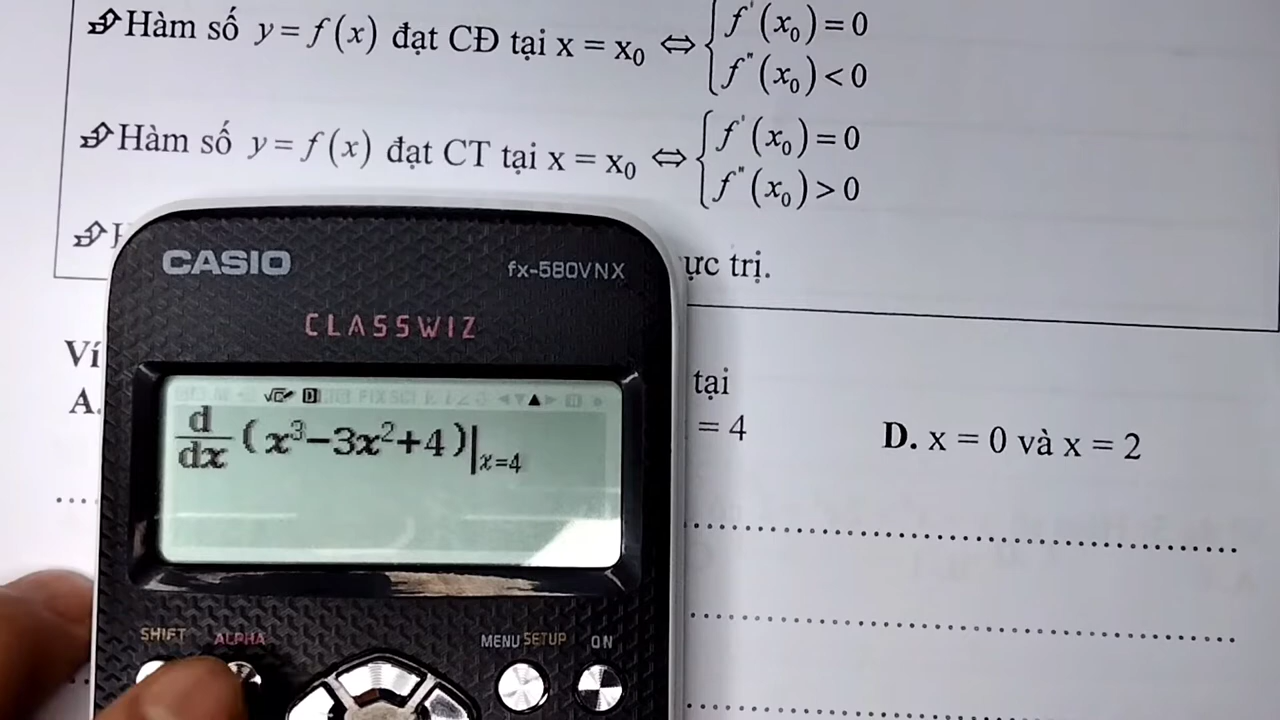 Hàm số y = f(x) đạt CĐ tại x = x₀ ⇔ { f'(x₀) = 0
f"(x₀) < 0
Hàm số y = f(x) đạt CT tại x = x₀ ⇔ { f'(x₀) = 0
f"(x₀) > 0
ực trị.
CASIO fx-580VNX
CLASSWIZ
Ví
tại
A. = 4 D. x = 0 và x = 2
√▱ D ▲
d/dx (x³−3x²+4)|x=4
SHIFT ALPHA MENU SETUP ON